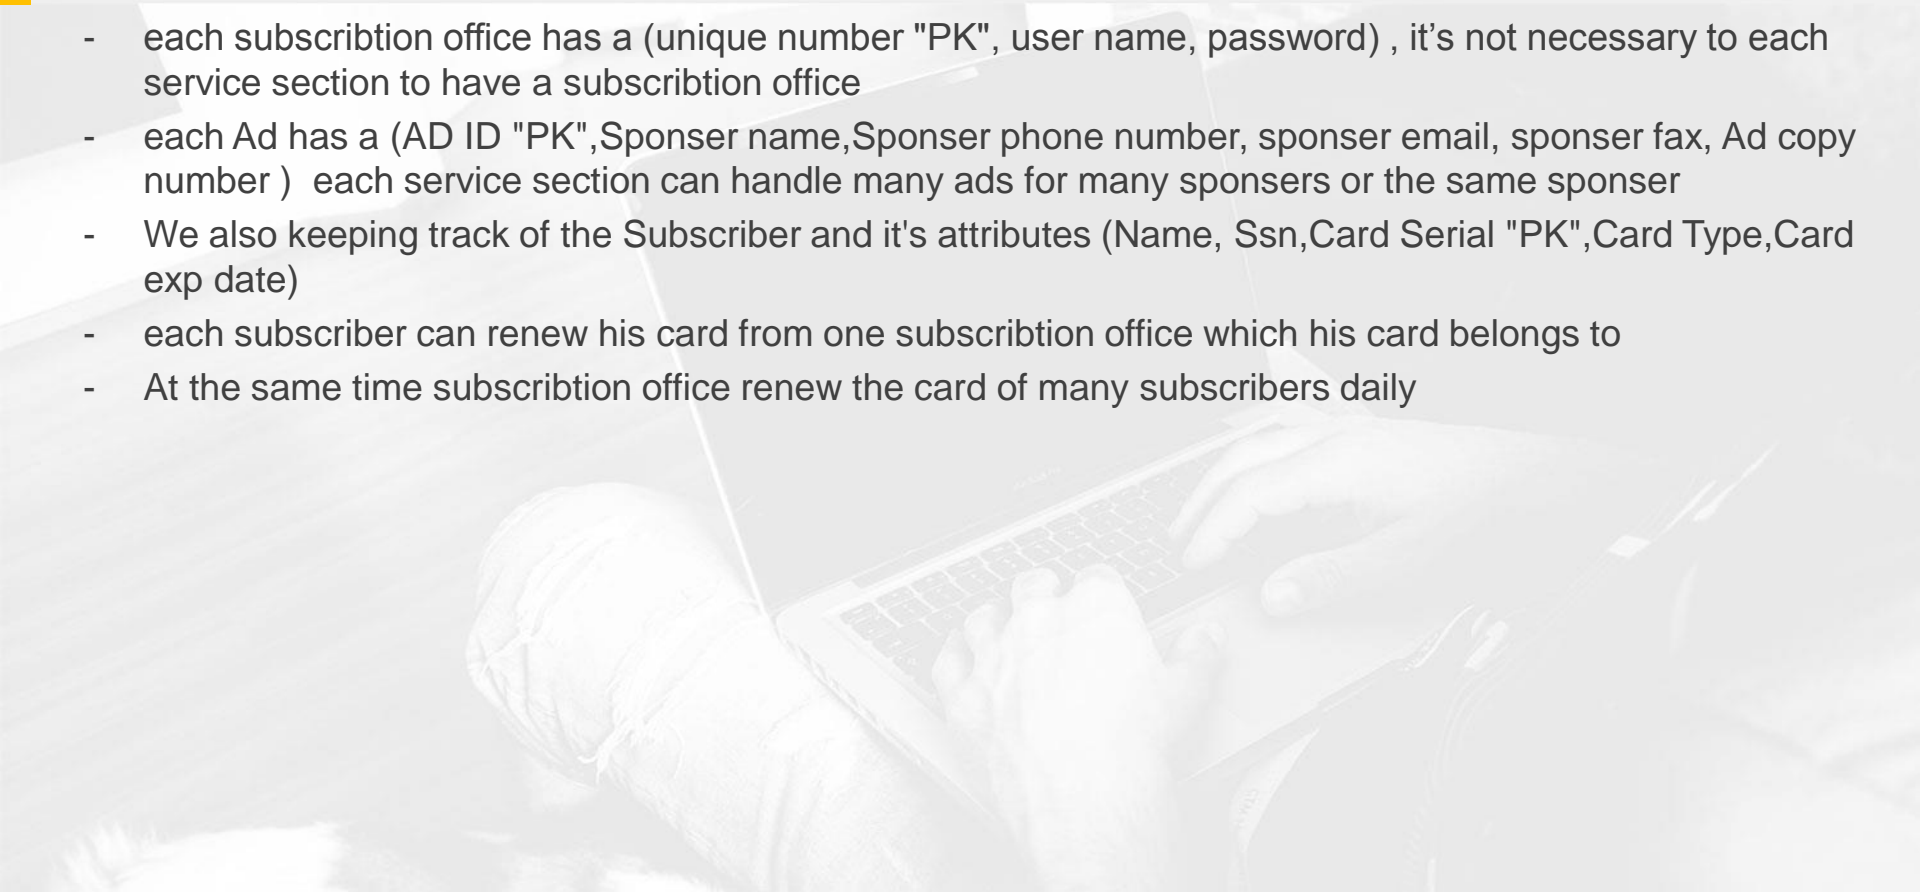 - each subscribtion office has a (unique number "PK", user name, password) , it’s not necessary to each
service section to have a subscribtion office
- each Ad has a (AD ID "PK",Sponser name,Sponser phone number, sponser email, sponser fax, Ad copy
number )  each service section can handle many ads for many sponsers or the same sponser
- We also keeping track of the Subscriber and it's attributes (Name, Ssn,Card Serial "PK",Card Type,Card
exp date)
- each subscriber can renew his card from one subscribtion office which his card belongs to
- At the same time subscribtion office renew the card of many subscribers daily